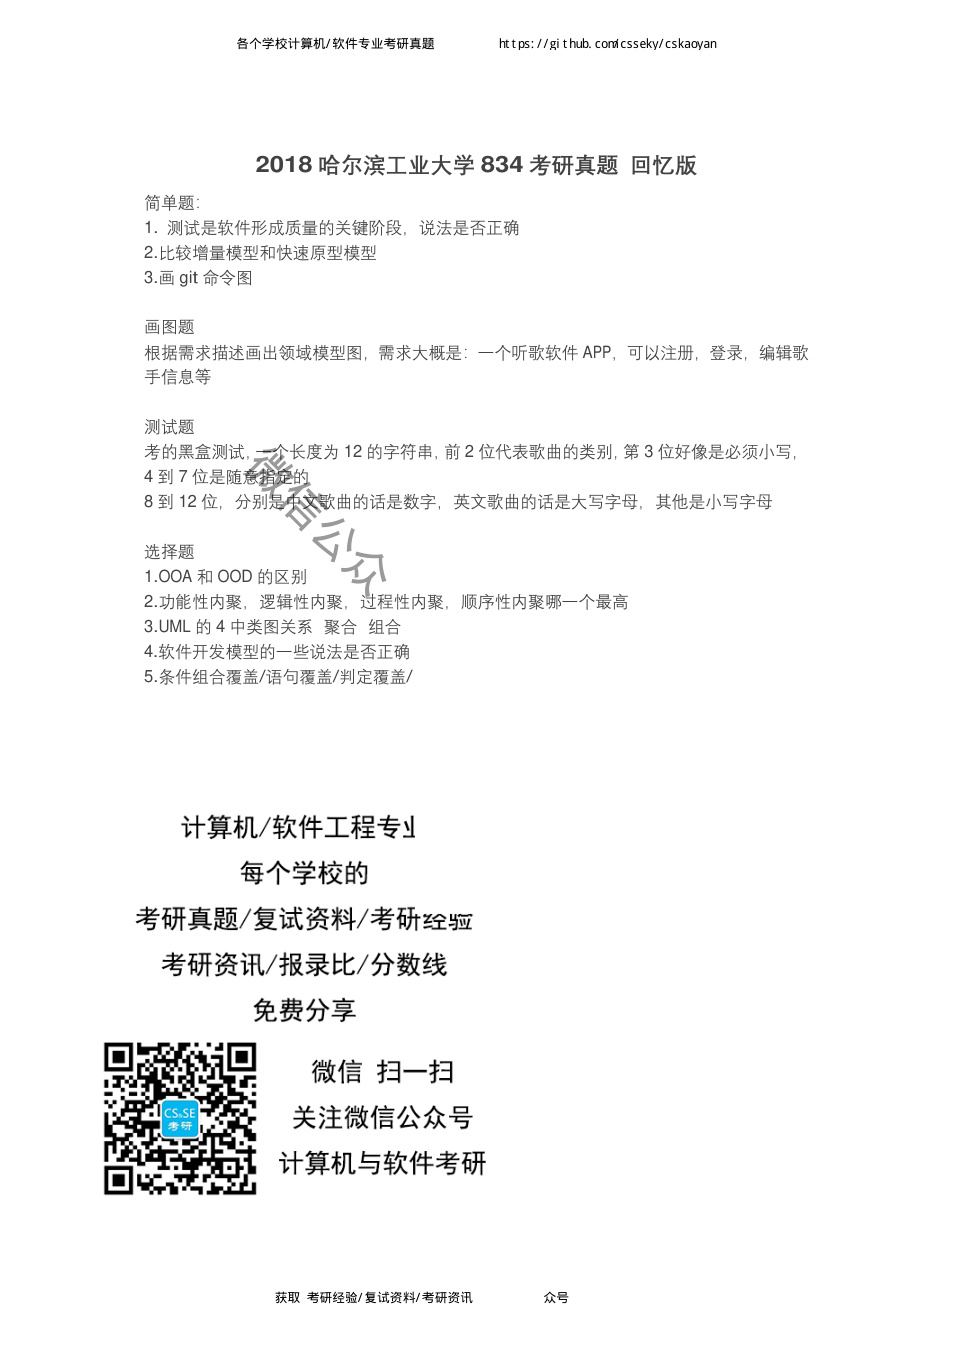 各个学校计算机/软件专业考研真题 https://github.com/csseky/cskaoyan
2018 哈尔滨工业大学 834 考研真题 回忆版
简单题：
1. 测试是软件形成质量的关键阶段，说法是否正确
2.比较增量模型和快速原型模型
3.画 git 命令图
画图题
根据需求描述画出领域模型图，需求大概是：一个听歌软件 APP，可以注册，登录，编辑歌
手信息等
测试题
考的黑盒测试，一个长度为 12 的字符串，前 2 位代表歌曲的类别，第 3 位好像是必须小写，
4 到 7 位是随意指定的
8 到 12 位，分别是中文歌曲的话是数字，英文歌曲的话是大写字母，其他是小写字母
微信公众
选择题
1.OOA 和 OOD 的区别
2.功能性内聚，逻辑性内聚，过程性内聚，顺序性内聚哪一个最高
3.UML 的 4 中类图关系 聚合 组合
4.软件开发模型的一些说法是否正确
5.条件组合覆盖/语句覆盖/判定覆盖/
计算机/软件工程专业
每个学校的
考研真题/复试资料/考研经验
考研资讯/报录比/分数线
免费分享
CS&SE
考研
微信 扫一扫
关注微信公众号
计算机与软件考研
获取 考研经验/复试资料/考研资讯 众号